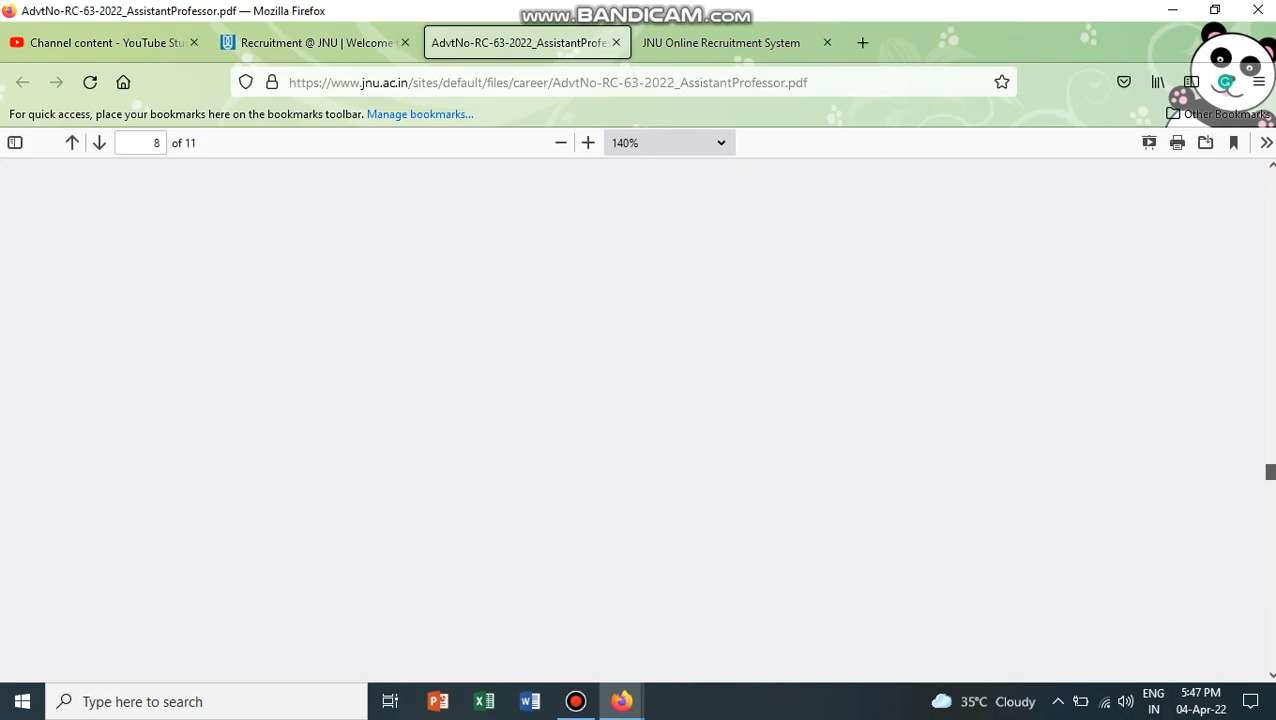 AdvtNo-RC-63-2022_AssistantProfessor.pdf — Mozilla Firefox
www.BANDICAM.com
Channel content - YouTube Stu
Recruitment @ JNU | Welcome
AdvtNo-RC-63-2022_AssistantProfe
JNU Online Recruitment System
https://www.jnu.ac.in/sites/default/files/career/AdvtNo-RC-63-2022_AssistantProfessor.pdf
For quick access, place your bookmarks here on the bookmarks toolbar. Manage bookmarks...
Other Bookmarks
8 of 11
140%
Type here to search
35°C Cloudy
ENG
IN
5:47 PM
04-Apr-22